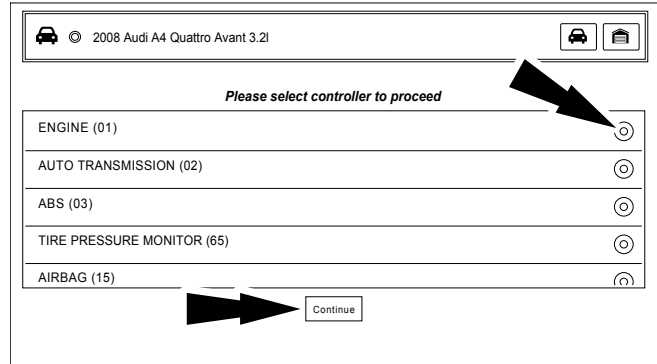 2008 Audi A4 Quattro Avant 3.2l
Please select controller to proceed
ENGINE (01)
AUTO TRANSMISSION (02)
ABS (03)
TIRE PRESSURE MONITOR (65)
AIRBAG (15)
Continue